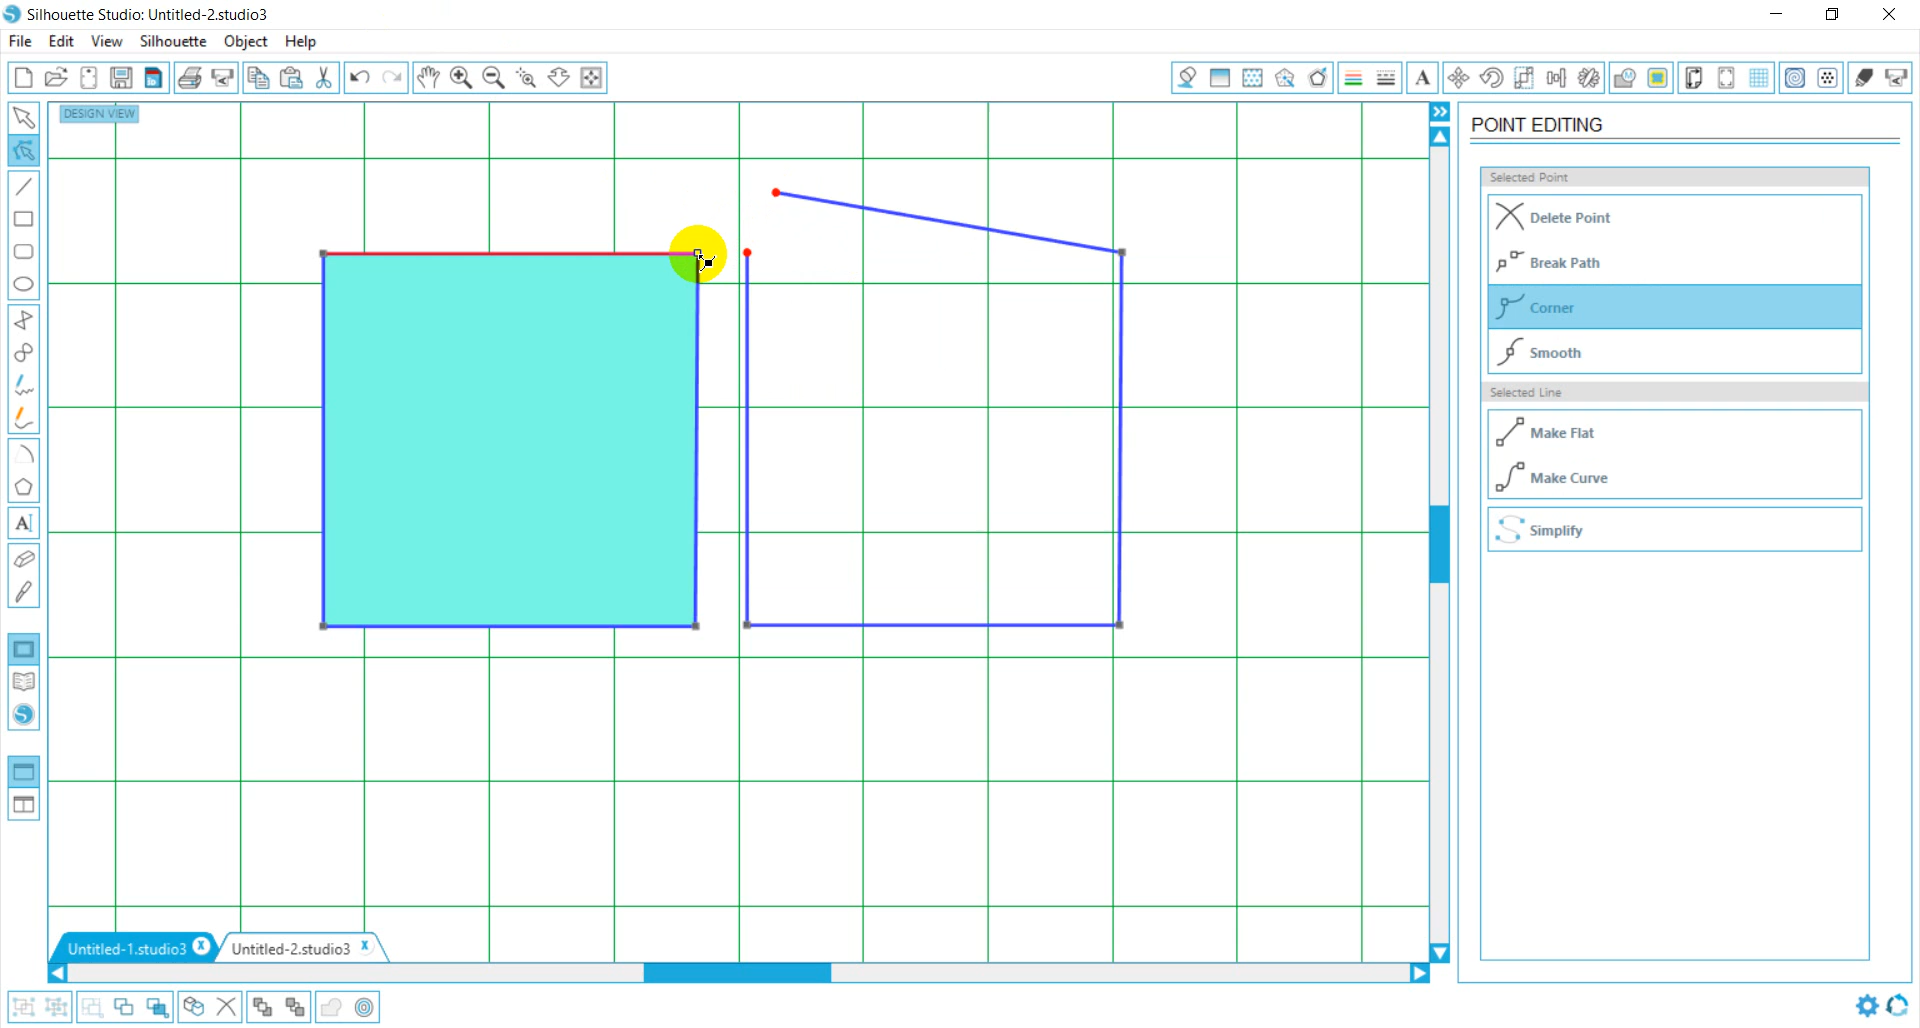 Silhouette Studio: Untitled-2.studio3
File Edit View Silhouette Object Help
DESIGN VIEW
POINT EDITING
Selected Point
Delete Point
Break Path
Corner
Smooth
Selected Line
Make Flat
Make Curve
Simplify
Untitled-1.studio3 x Untitled-2.studio3 x